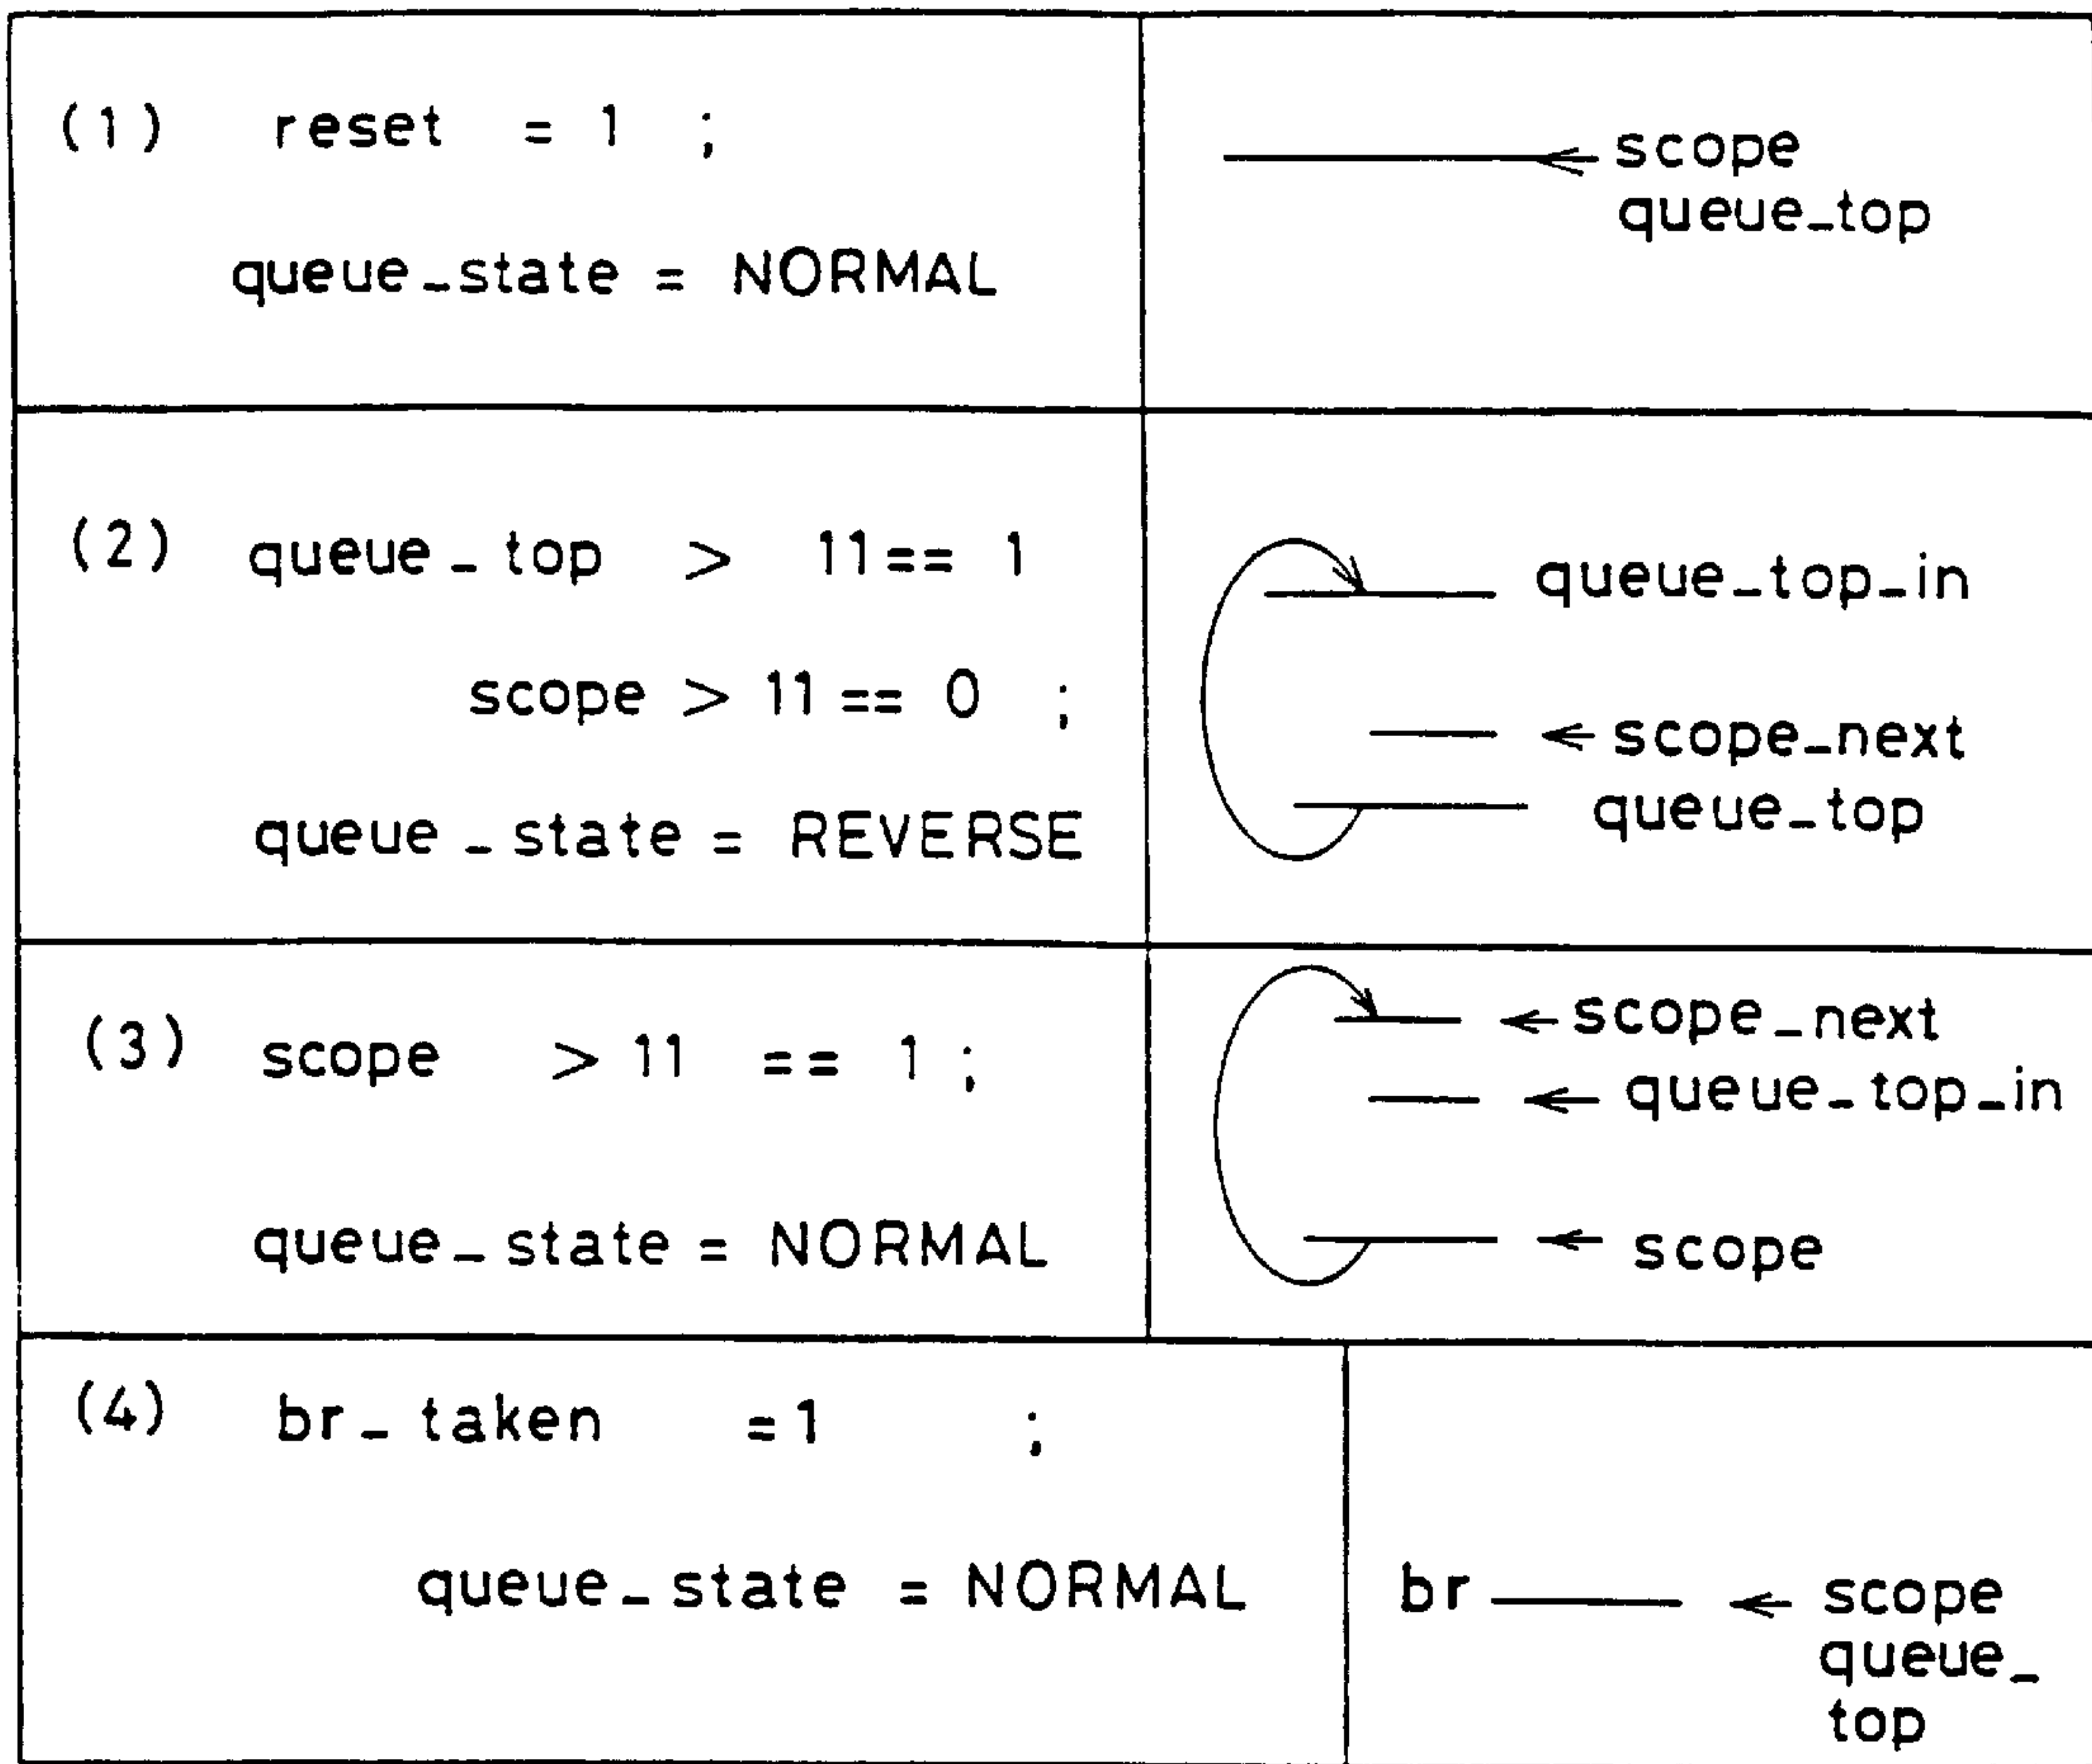 (1) reset = 1 ;
queue_state = NORMAL
scope
queue_top
(2) queue_top > 11== 1
scope > 11 == 0 ;
queue_state = REVERSE
queue_top_in
scope_next
queue_top
(3) scope > 11 == 1 ;
queue_state = NORMAL
scope_next
queue_top_in
scope
(4) br_taken =1 ;
queue_state = NORMAL
br
scope
queue_
top